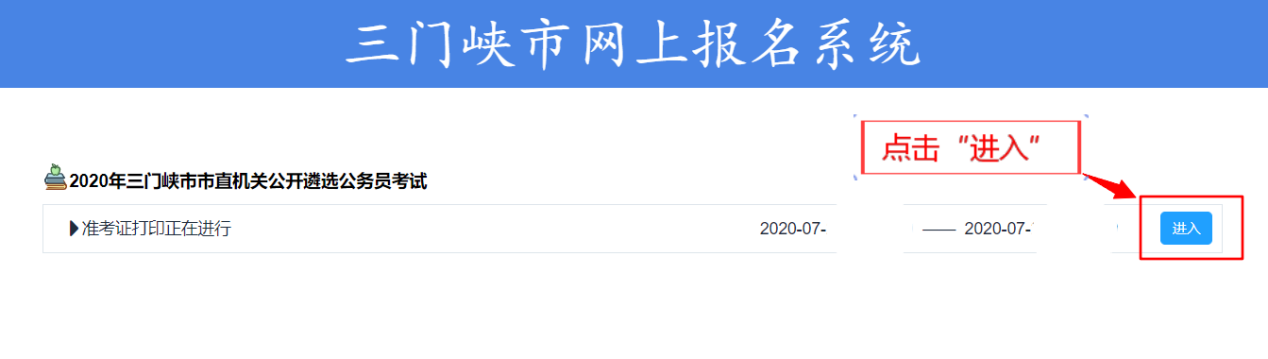 三门峡市网上报名系统
点击“进入”
2020年三门峡市市直机关公开遴选公务员考试
准考证打印正在进行 2020-07- —— 2020-07- 进入